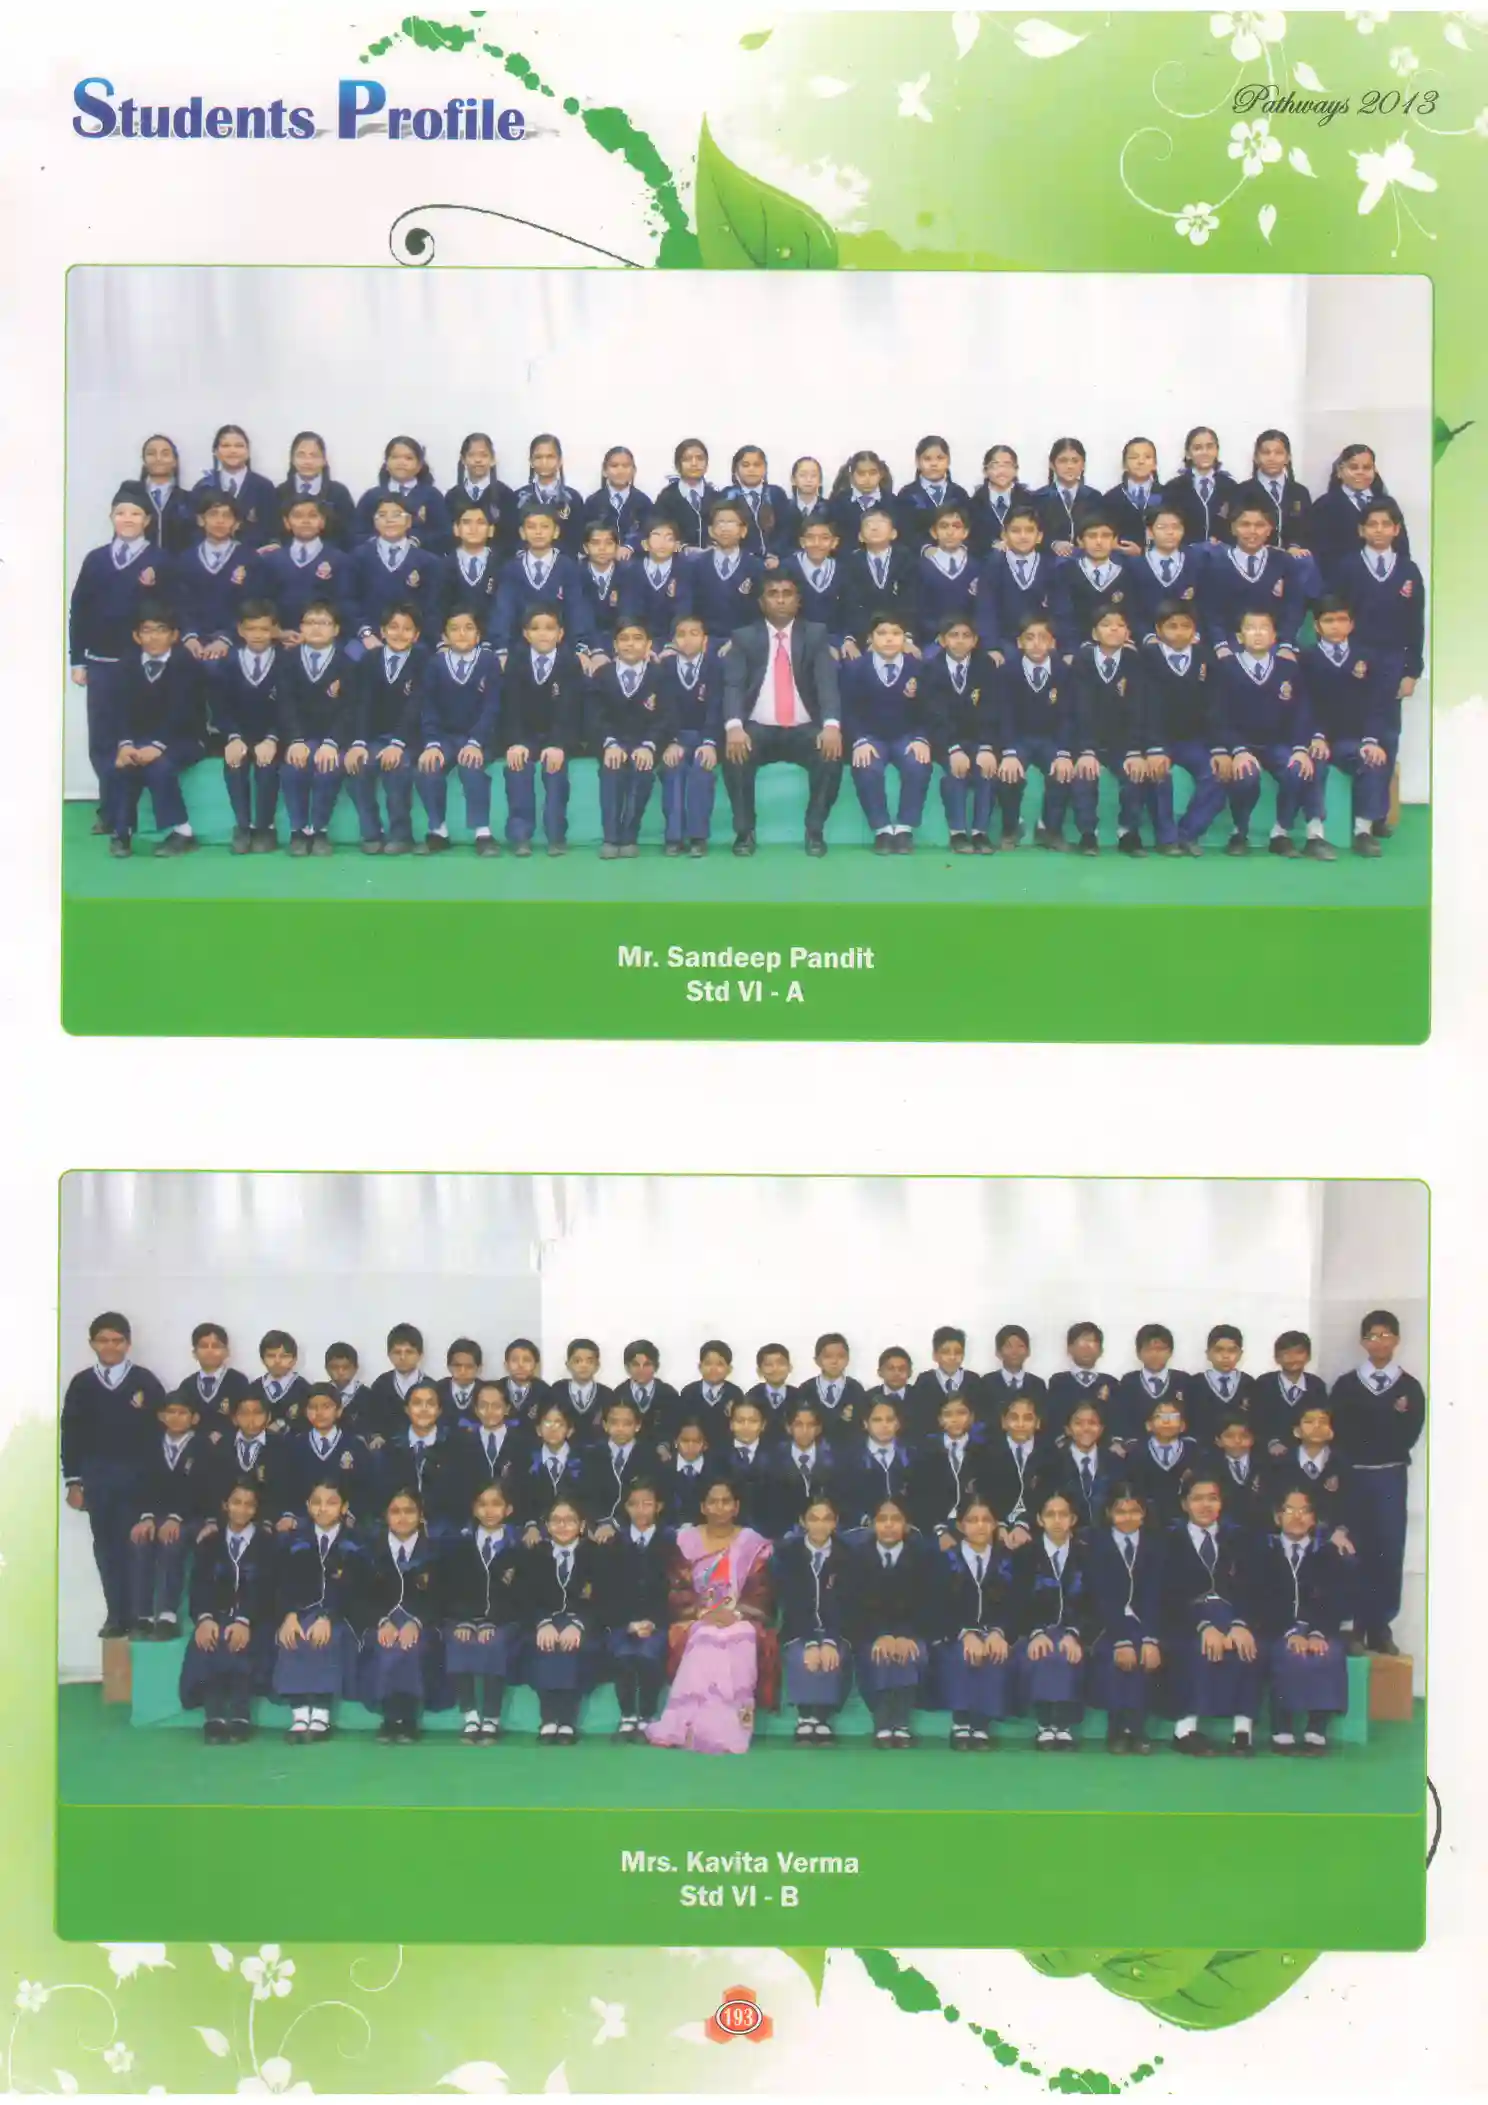 Students Profile
Pathways 2013
Mr. Sandeep Pandit
Std VI - A
Mrs. Kavita Verma
Std VI - B
193